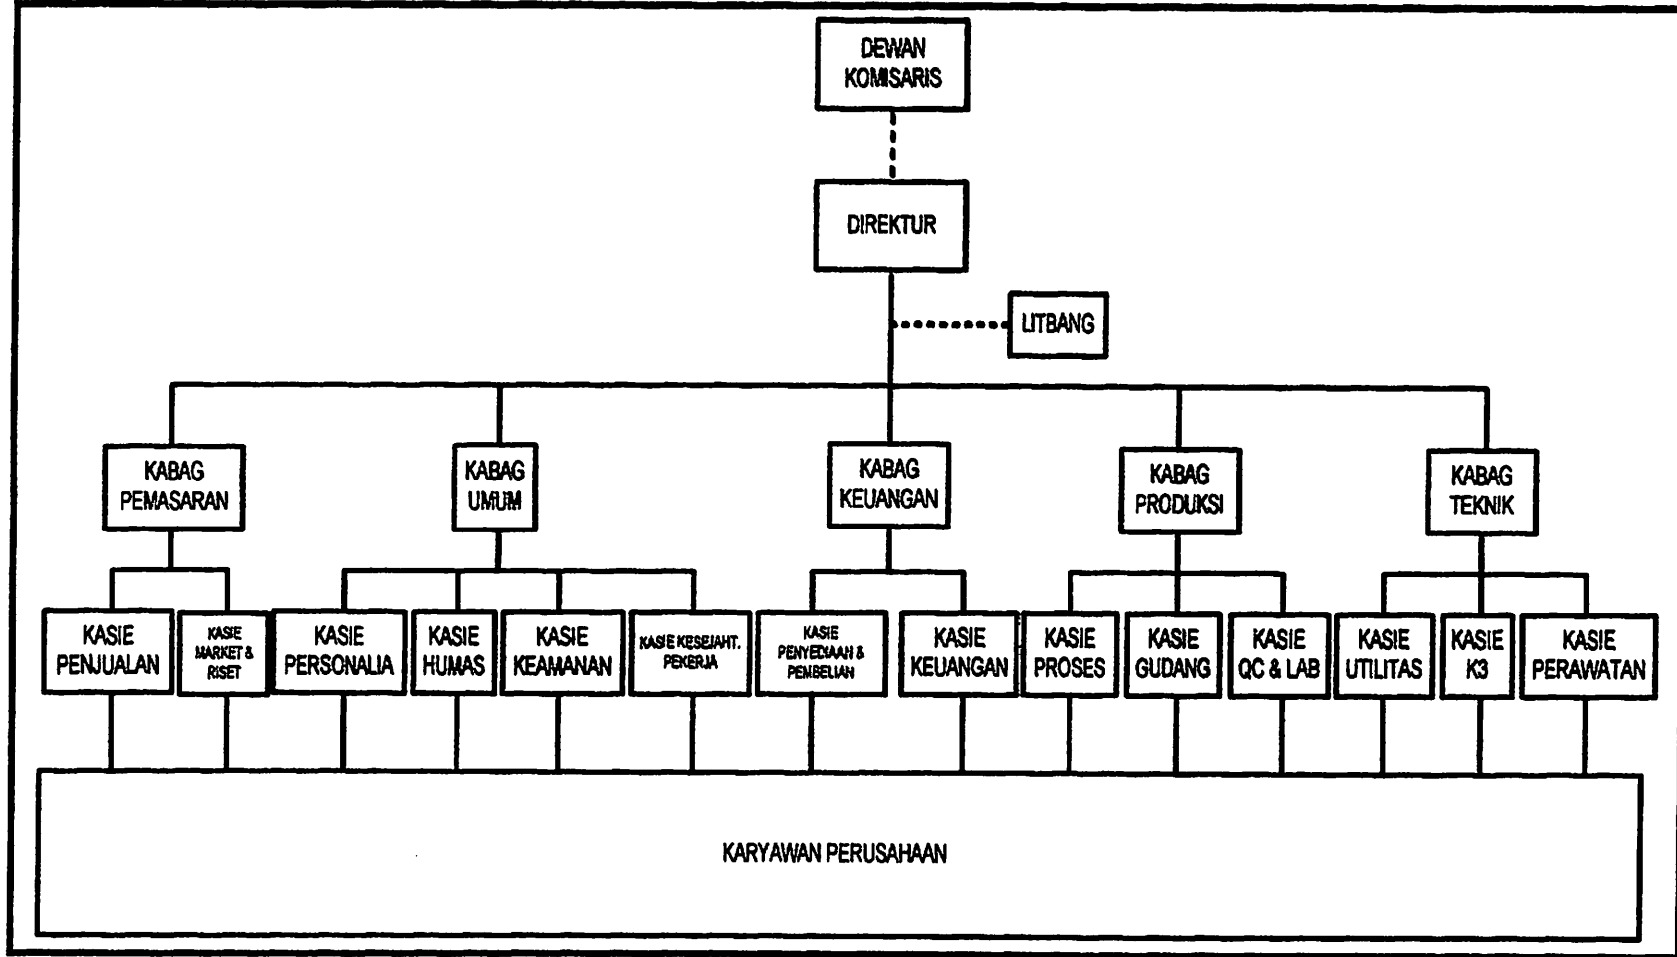 DEWAN
KOMISARIS
DIREKTUR
LITBANG
KABAG
PEMASARAN
KABAG
UMUM
KABAG
KEUANGAN
KABAG
PRODUKSI
KABAG
TEKNIK
KASIE
PENJUALAN
KASIE
MARKET &
RISET
KASIE
PERSONALIA
KASIE
HUMAS
KASIE
KEAMANAN
KASIE KESEJAHT.
PEKERJA
KASIE
PENYEDIAAN &
PEMBELIAN
KASIE
KEUANGAN
KASIE
PROSES
KASIE
GUDANG
KASIE
QC & LAB
KASIE
UTILITAS
KASIE
K3
KASIE
PERAWATAN
KARYAWAN PERUSAHAAN